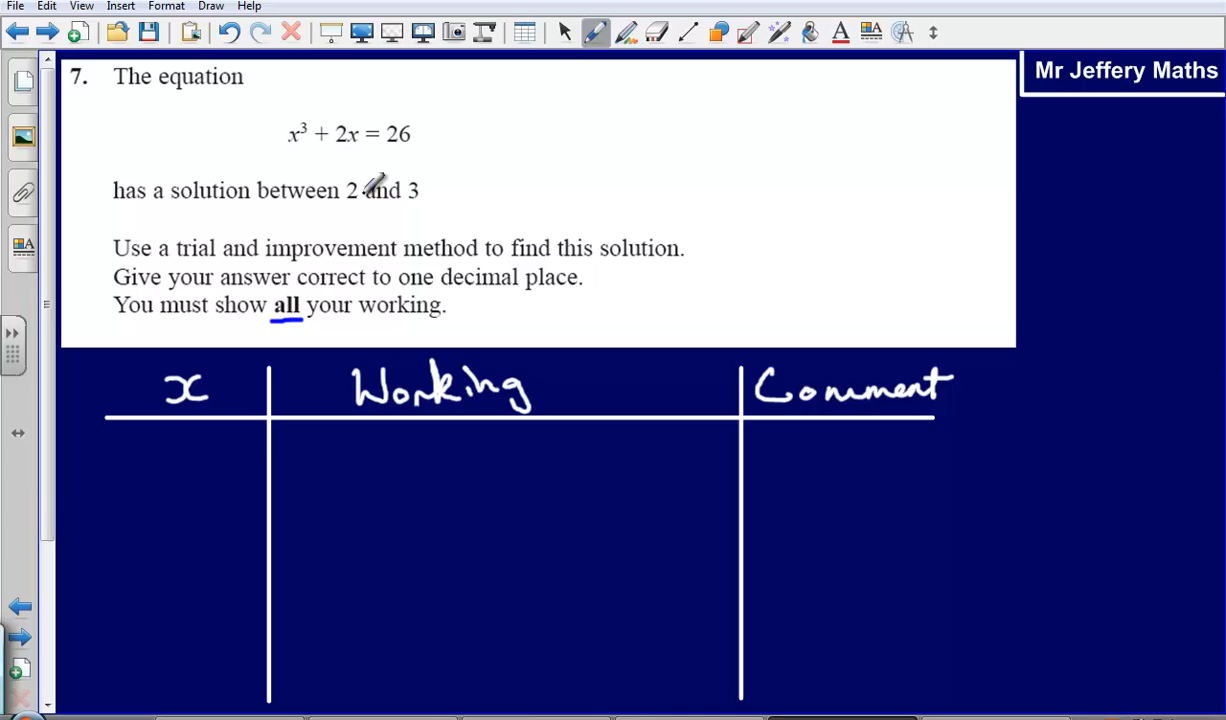 File Edit View Insert Format Draw Help
Mr Jeffery Maths
7. The equation
x³ + 2x = 26
has a solution between 2 and 3
Use a trial and improvement method to find this solution.
Give your answer correct to one decimal place.
You must show all your working.
x Working Comment